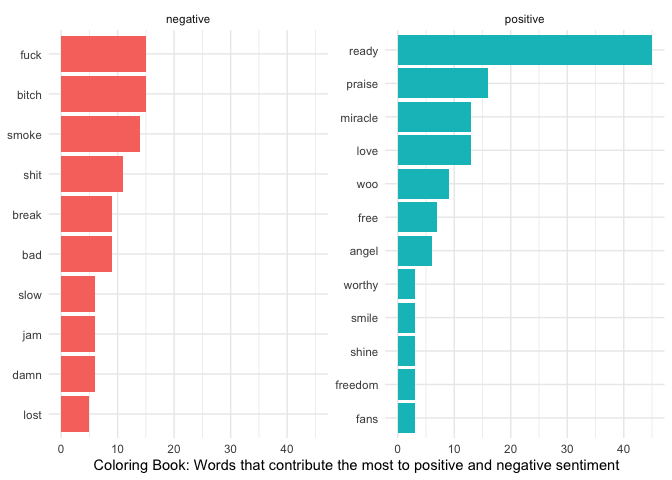 negative
fuck
bitch
smoke
shit
break
bad
slow
jam
damn
lost
0 10 20 30 40
positive
ready
praise
miracle
love
woo
free
angel
worthy
smile
shine
freedom
fans
0 10 20 30 40
Coloring Book: Words that contribute the most to positive and negative sentiment